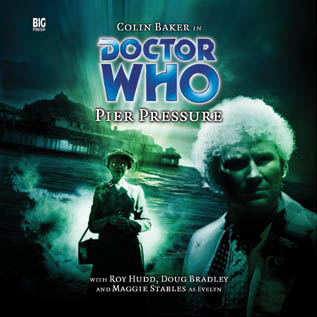 COLIN BAKER IN
BIG
FINISH
DOCTOR
WHO
PIER PRESSURE
WITH ROY HUDD, DOUG BRADLEY
AND MAGGIE STABLES AS EVELYN